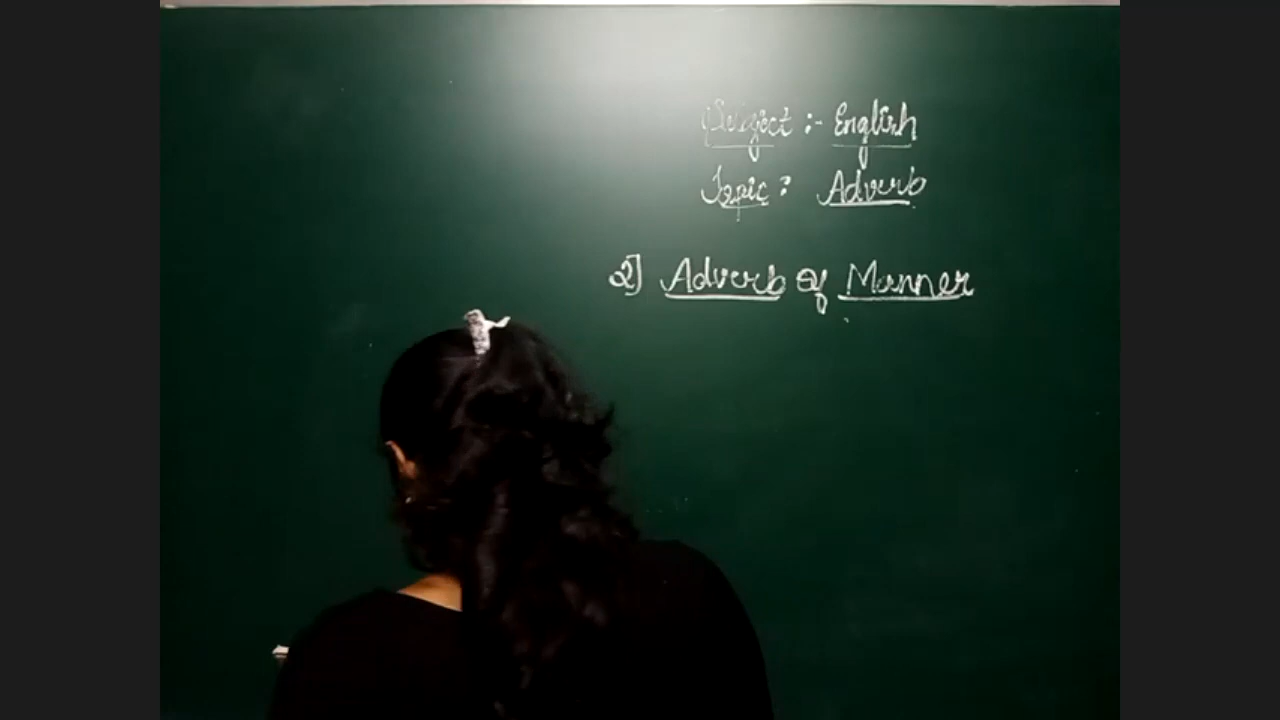 Subject :- English
Topic : Adverb
2] Adverb of Manner